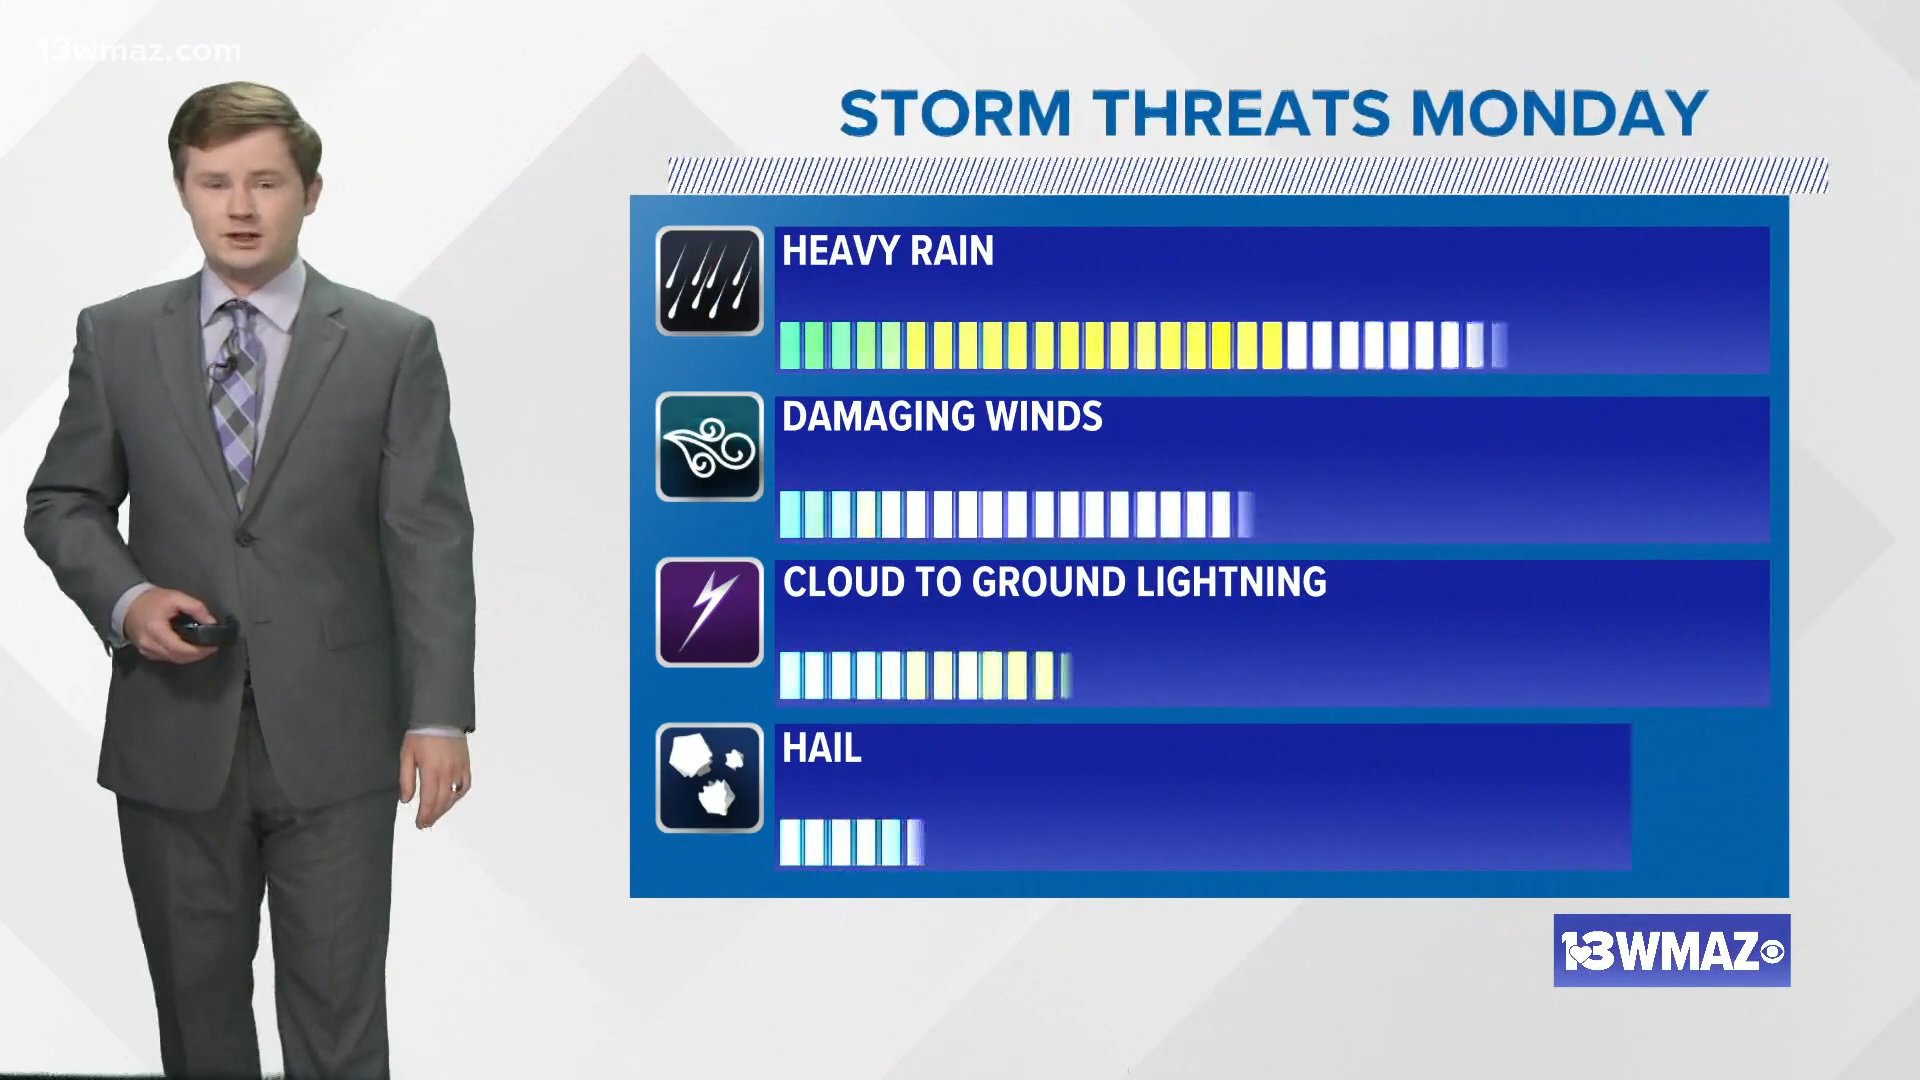 13wmaz.com
STORM THREATS MONDAY
HEAVY RAIN
DAMAGING WINDS
CLOUD TO GROUND LIGHTNING
HAIL
13WMAZ